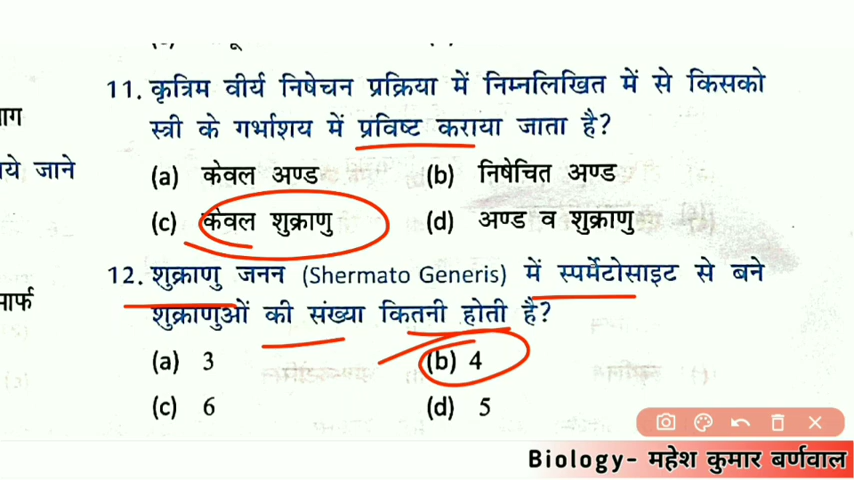 11. कृत्रिम वीर्य निषेचन प्रक्रिया में निम्नलिखित में से किसको
ाग
स्त्री के गर्भाशय में प्रविष्ट कराया जाता है?
ये जाने
(a) केवल अण्ड (b) निषेचित अण्ड
(c) केवल शुक्राणु (d) अण्ड व शुक्राणु
12. शुक्राणु जनन (Shermato Generis) में स्पर्मेटोसाइट से बने
मार्फ
शुक्राणुओं की संख्या कितनी होती है?
(a) 3 (b) 4
(c) 6 (d) 5
Biology- महेश कुमार बर्णवाल